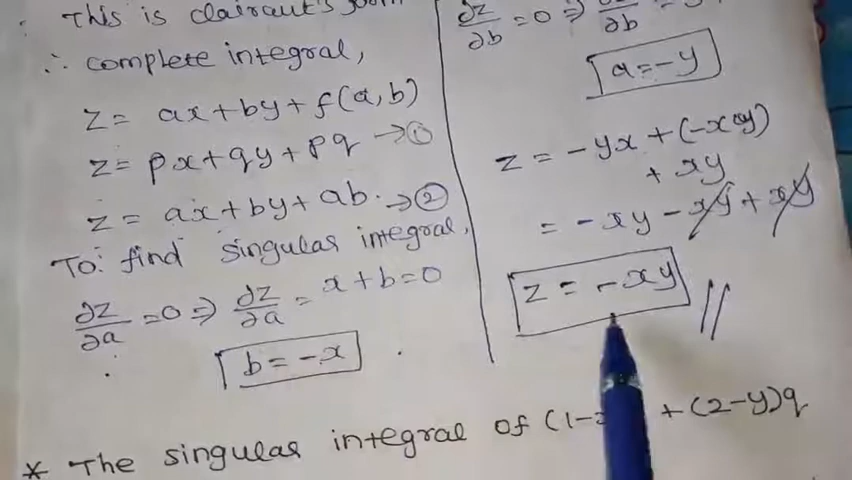 This is clairaut's form
∴ complete integral,
z = ax+by+f(a,b)
z = px+qy+pq →①
z = ax+by+ab. →②
To find singular integral,
∂z/∂a =0 ⇒ ∂z/∂a = x+b=0
b = -x
∂z/∂b =0 ⇒ ∂z/∂b =
a=-y
z = -yx + (-xy)
+ xy
= -xy - xy + xy
z = -xy //
* The singular integral of (1- + (2-y)q